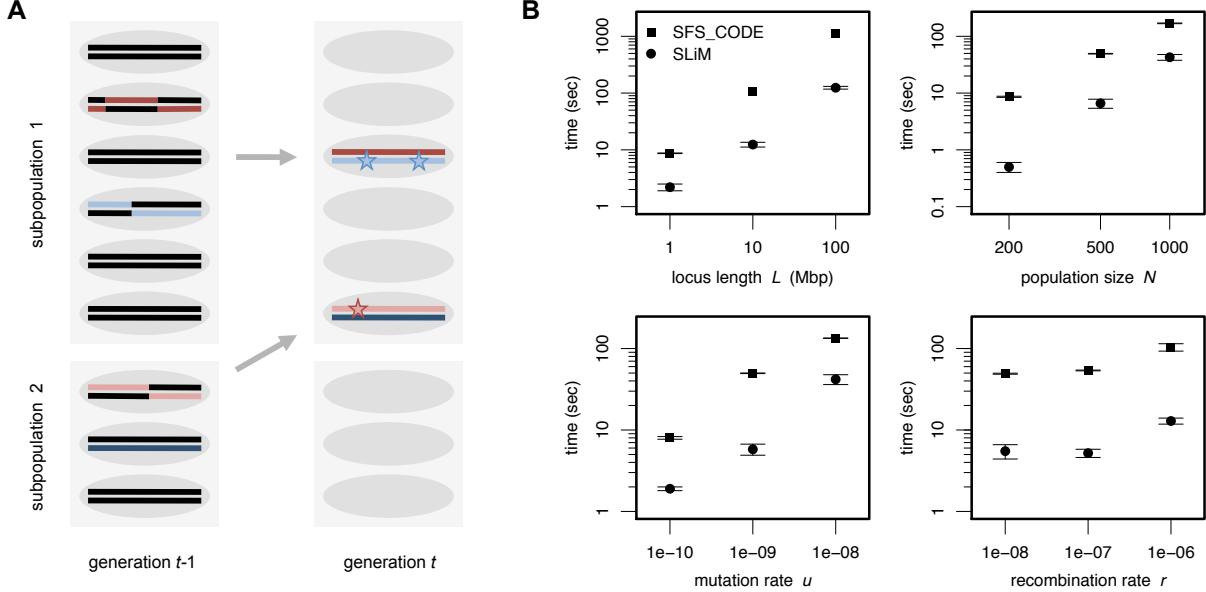 A
subpopulation 1
subpopulation 2
generation t-1
generation t
B
SFS_CODE
SLiM
time (sec)
1000
100
10
1
1
10
100
locus length L (Mbp)
time (sec)
100
10
1
0.1
200
500
1000
population size N
time (sec)
100
10
1
1e−10
1e−09
1e−08
mutation rate u
time (sec)
100
10
1
1e−08
1e−07
1e−06
recombination rate r